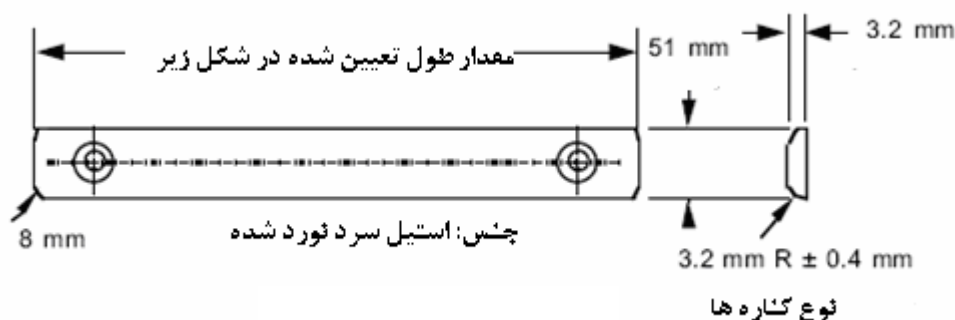 3.2 mm
51 mm
مقدار طول تعیین شده در شکل زیر
8 mm
جنس: استیل سرد نورد شده
3.2 mm R ± 0.4 mm
نوع کناره ها